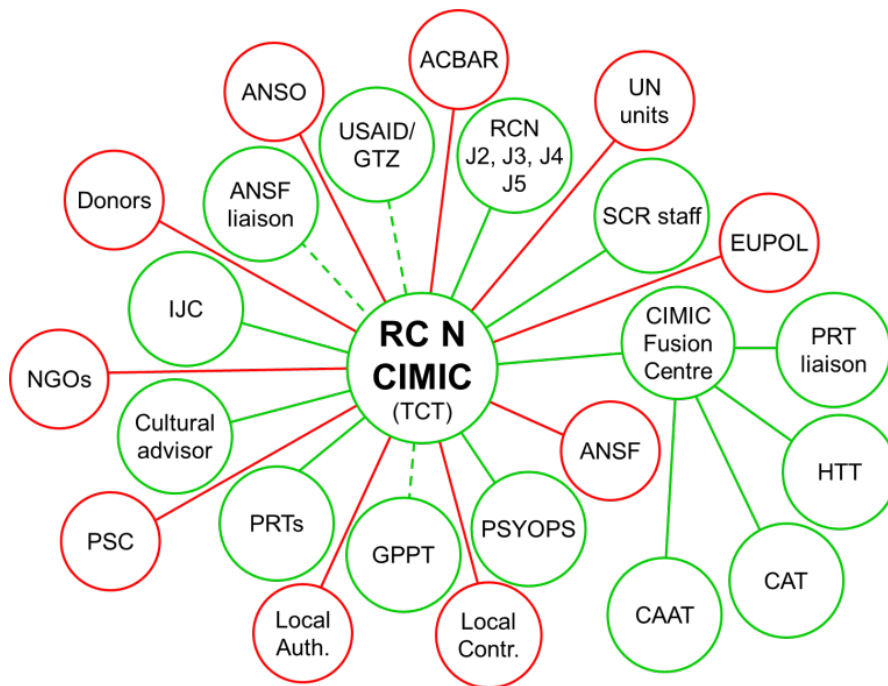 ACBAR
ANSO
UN
units
USAID/
GTZ
RCN
J2, J3, J4
J5
Donors
ANSF
liaison
SCR staff
EUPOL
IJC
CIMIC
Fusion
Centre
PRT
liaison
RC N
CIMIC
(TCT)
NGOs
Cultural
advisor
ANSF
HTT
PSC
PRTs
GPPT
PSYOPS
CAT
CAAT
Local
Auth.
Local
Contr.